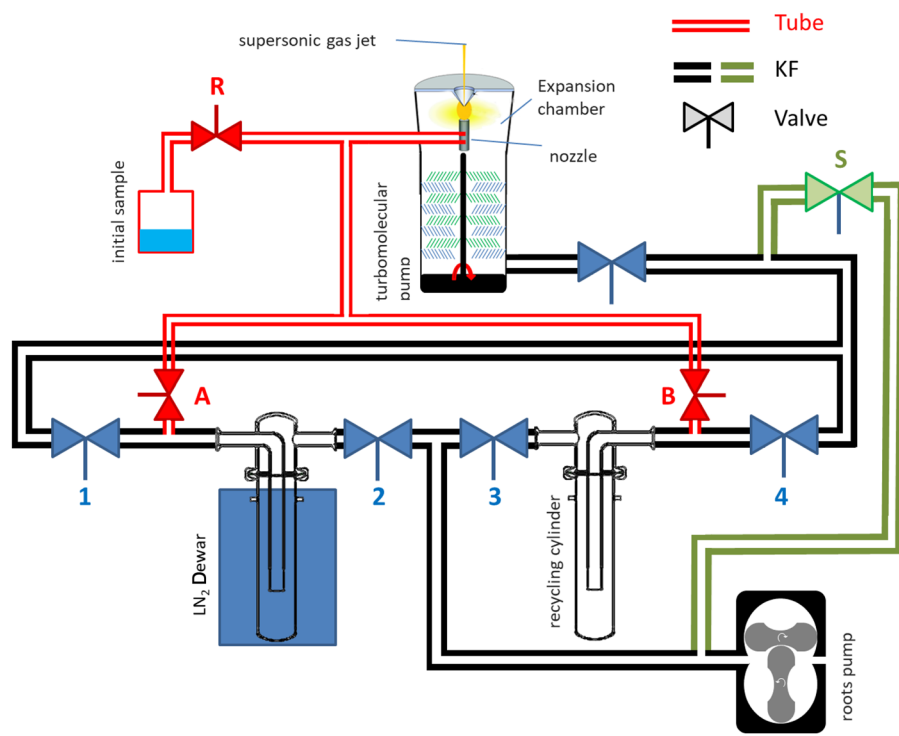 supersonic gas jet
Tube
KF
Valve
R
Expansion
chamber
nozzle
S
initial sample
turbomolecular
pump
A
B
1
2
3
4
LN2 Dewar
recycling cylinder
roots pump